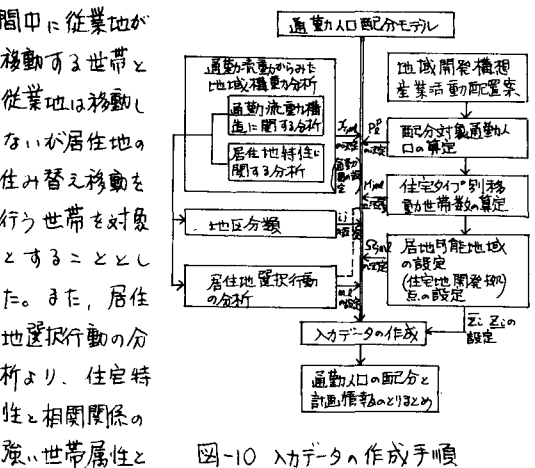 間中に従業地が
移動する世帯と
従業地は移動し
ないが居住地の
住み替え移動を
行う世帯を対象
とすることとし
た。また、居住
地選択行動の分
析より、住宅特
性と相関関係の
強い世帯属性と
通勤人口配分モデル
通勤流動からみた
地域構造分析
通勤流動構
造に関する分析
居住地特性に
関する分析
地区分類
居住地選択行動
の分析
地域開発構想
産業活動配置案
配分対象通勤人
口の算定
住宅タイプ別移
動世帯数の算定
居地可能地域
の設定
(住宅地開発拠)
点の設定
の設定
入力データの作成
通勤人口の配分と
計画情報のとりまとめ
図-10 入力データの作成手順